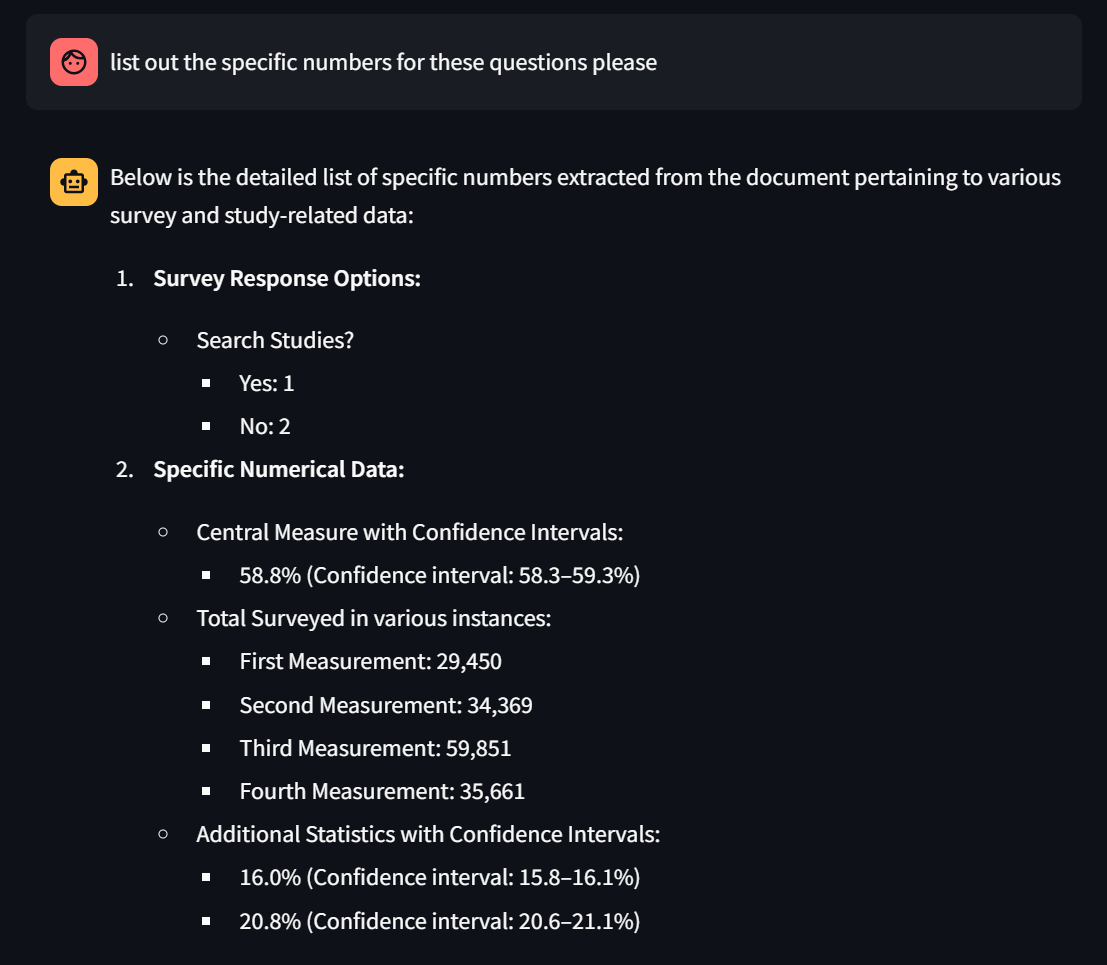 list out the specific numbers for these questions please
Below is the detailed list of specific numbers extracted from the document pertaining to various
survey and study-related data:
1. Survey Response Options:
○ Search Studies?
▪ Yes: 1
▪ No: 2
2. Specific Numerical Data:
○ Central Measure with Confidence Intervals:
▪ 58.8% (Confidence interval: 58.3–59.3%)
○ Total Surveyed in various instances:
▪ First Measurement: 29,450
▪ Second Measurement: 34,369
▪ Third Measurement: 59,851
▪ Fourth Measurement: 35,661
○ Additional Statistics with Confidence Intervals:
▪ 16.0% (Confidence interval: 15.8–16.1%)
▪ 20.8% (Confidence interval: 20.6–21.1%)